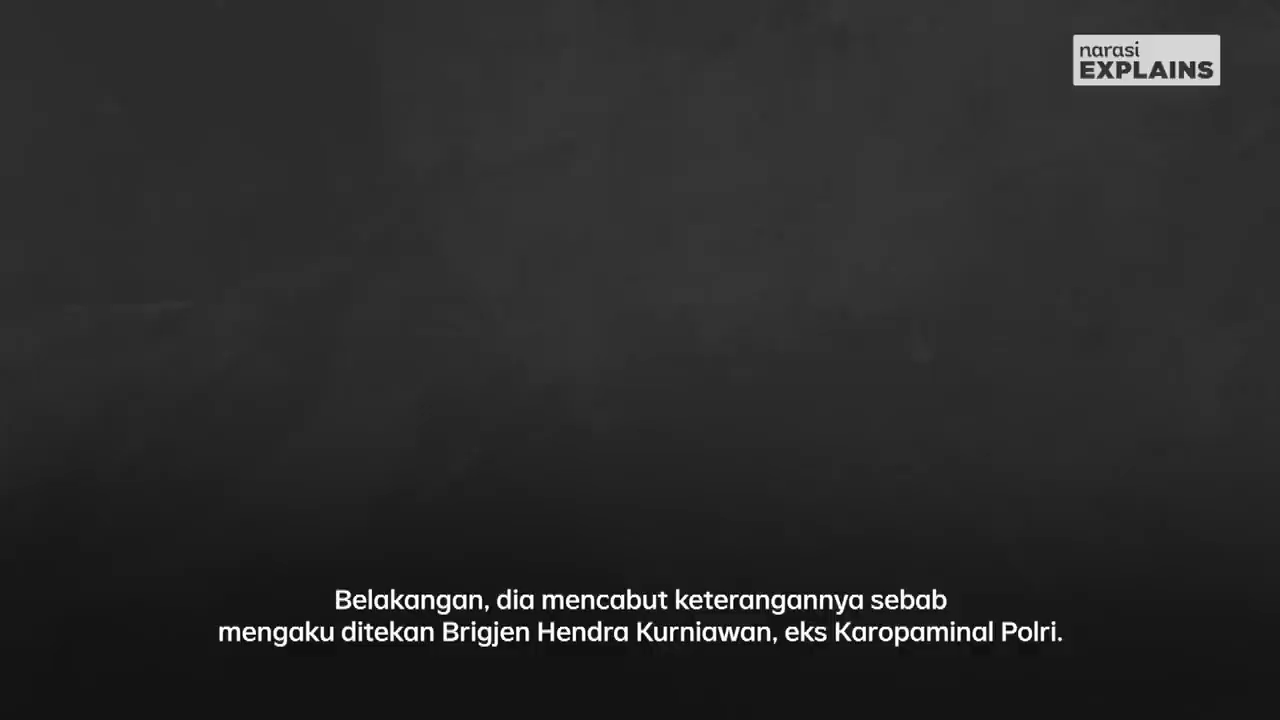 narasi
EXPLAINS
Belakangan, dia mencabut keterangannya sebab
mengaku ditekan Brigjen Hendra Kurniawan, eks Karopaminal Polri.